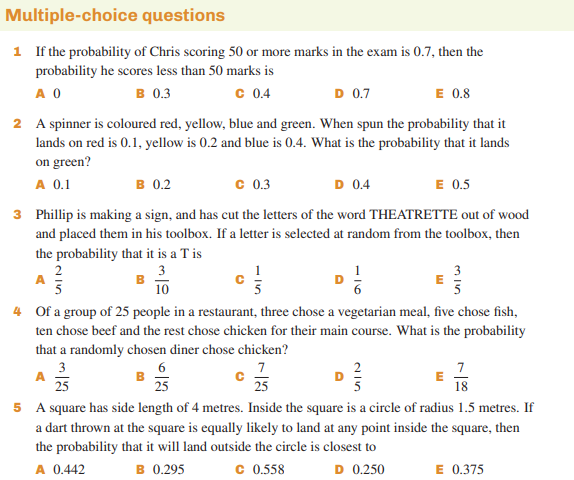 Multiple-choice questions
1 If the probability of Chris scoring 50 or more marks in the exam is 0.7, then the
probability he scores less than 50 marks is
A 0 B 0.3 C 0.4 D 0.7 E 0.8
2 A spinner is coloured red, yellow, blue and green. When spun the probability that it
lands on red is 0.1, yellow is 0.2 and blue is 0.4. What is the probability that it lands
on green?
A 0.1 B 0.2 C 0.3 D 0.4 E 0.5
3 Phillip is making a sign, and has cut the letters of the word THEATRETTE out of wood
and placed them in his toolbox. If a letter is selected at random from the toolbox, then
the probability that it is a T is
A 2/5 B 3/10 C 1/5 D 1/6 E 3/5
4 Of a group of 25 people in a restaurant, three chose a vegetarian meal, five chose fish,
ten chose beef and the rest chose chicken for their main course. What is the probability
that a randomly chosen diner chose chicken?
A 3/25 B 6/25 C 7/25 D 2/5 E 7/18
5 A square has side length of 4 metres. Inside the square is a circle of radius 1.5 metres. If
a dart thrown at the square is equally likely to land at any point inside the square, then
the probability that it will land outside the circle is closest to
A 0.442 B 0.295 C 0.558 D 0.250 E 0.375